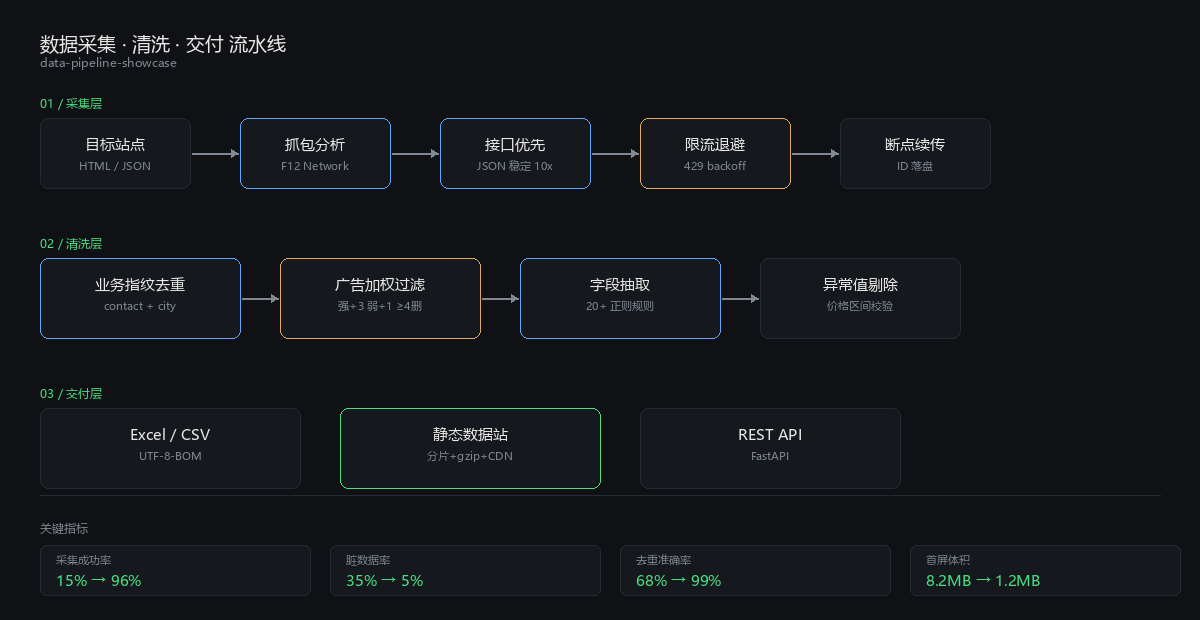 数据采集 · 清洗 · 交付 流水线
data-pipeline-showcase
01 / 采集层
目标站点
HTML / JSON
抓包分析
F12 Network
接口优先
JSON 稳定 10x
限流退避
429 backoff
断点续传
ID 落盘
02 / 清洗层
业务指纹去重
contact + city
广告加权过滤
强+3 弱+1 ≥4删
字段抽取
20+ 正则规则
异常值剔除
价格区间校验
03 / 交付层
Excel / CSV
UTF-8-BOM
静态数据站
分片+gzip+CDN
REST API
FastAPI
关键指标
采集成功率
15% → 96%
脏数据率
35% → 5%
去重准确率
68% → 99%
首屏体积
8.2MB → 1.2MB